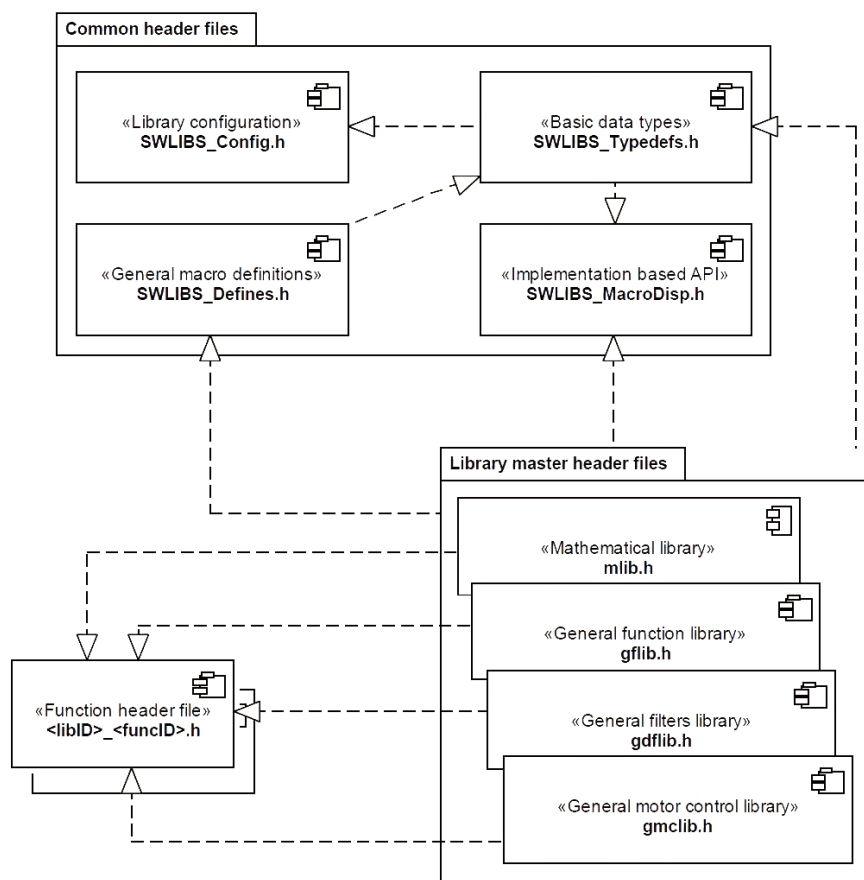 Common header files
«Library configuration»
SWLIBS_Config.h
«Basic data types»
SWLIBS_Typedefs.h
«General macro definitions»
SWLIBS_Defines.h
«Implementation based API»
SWLIBS_MacroDisp.h
Library master header files
«Mathematical library»
mlib.h
«General function library»
gflib.h
«Function header file»
<libID>_<funcID>.h
«General filters library»
gdflib.h
«General motor control library»
gmclib.h